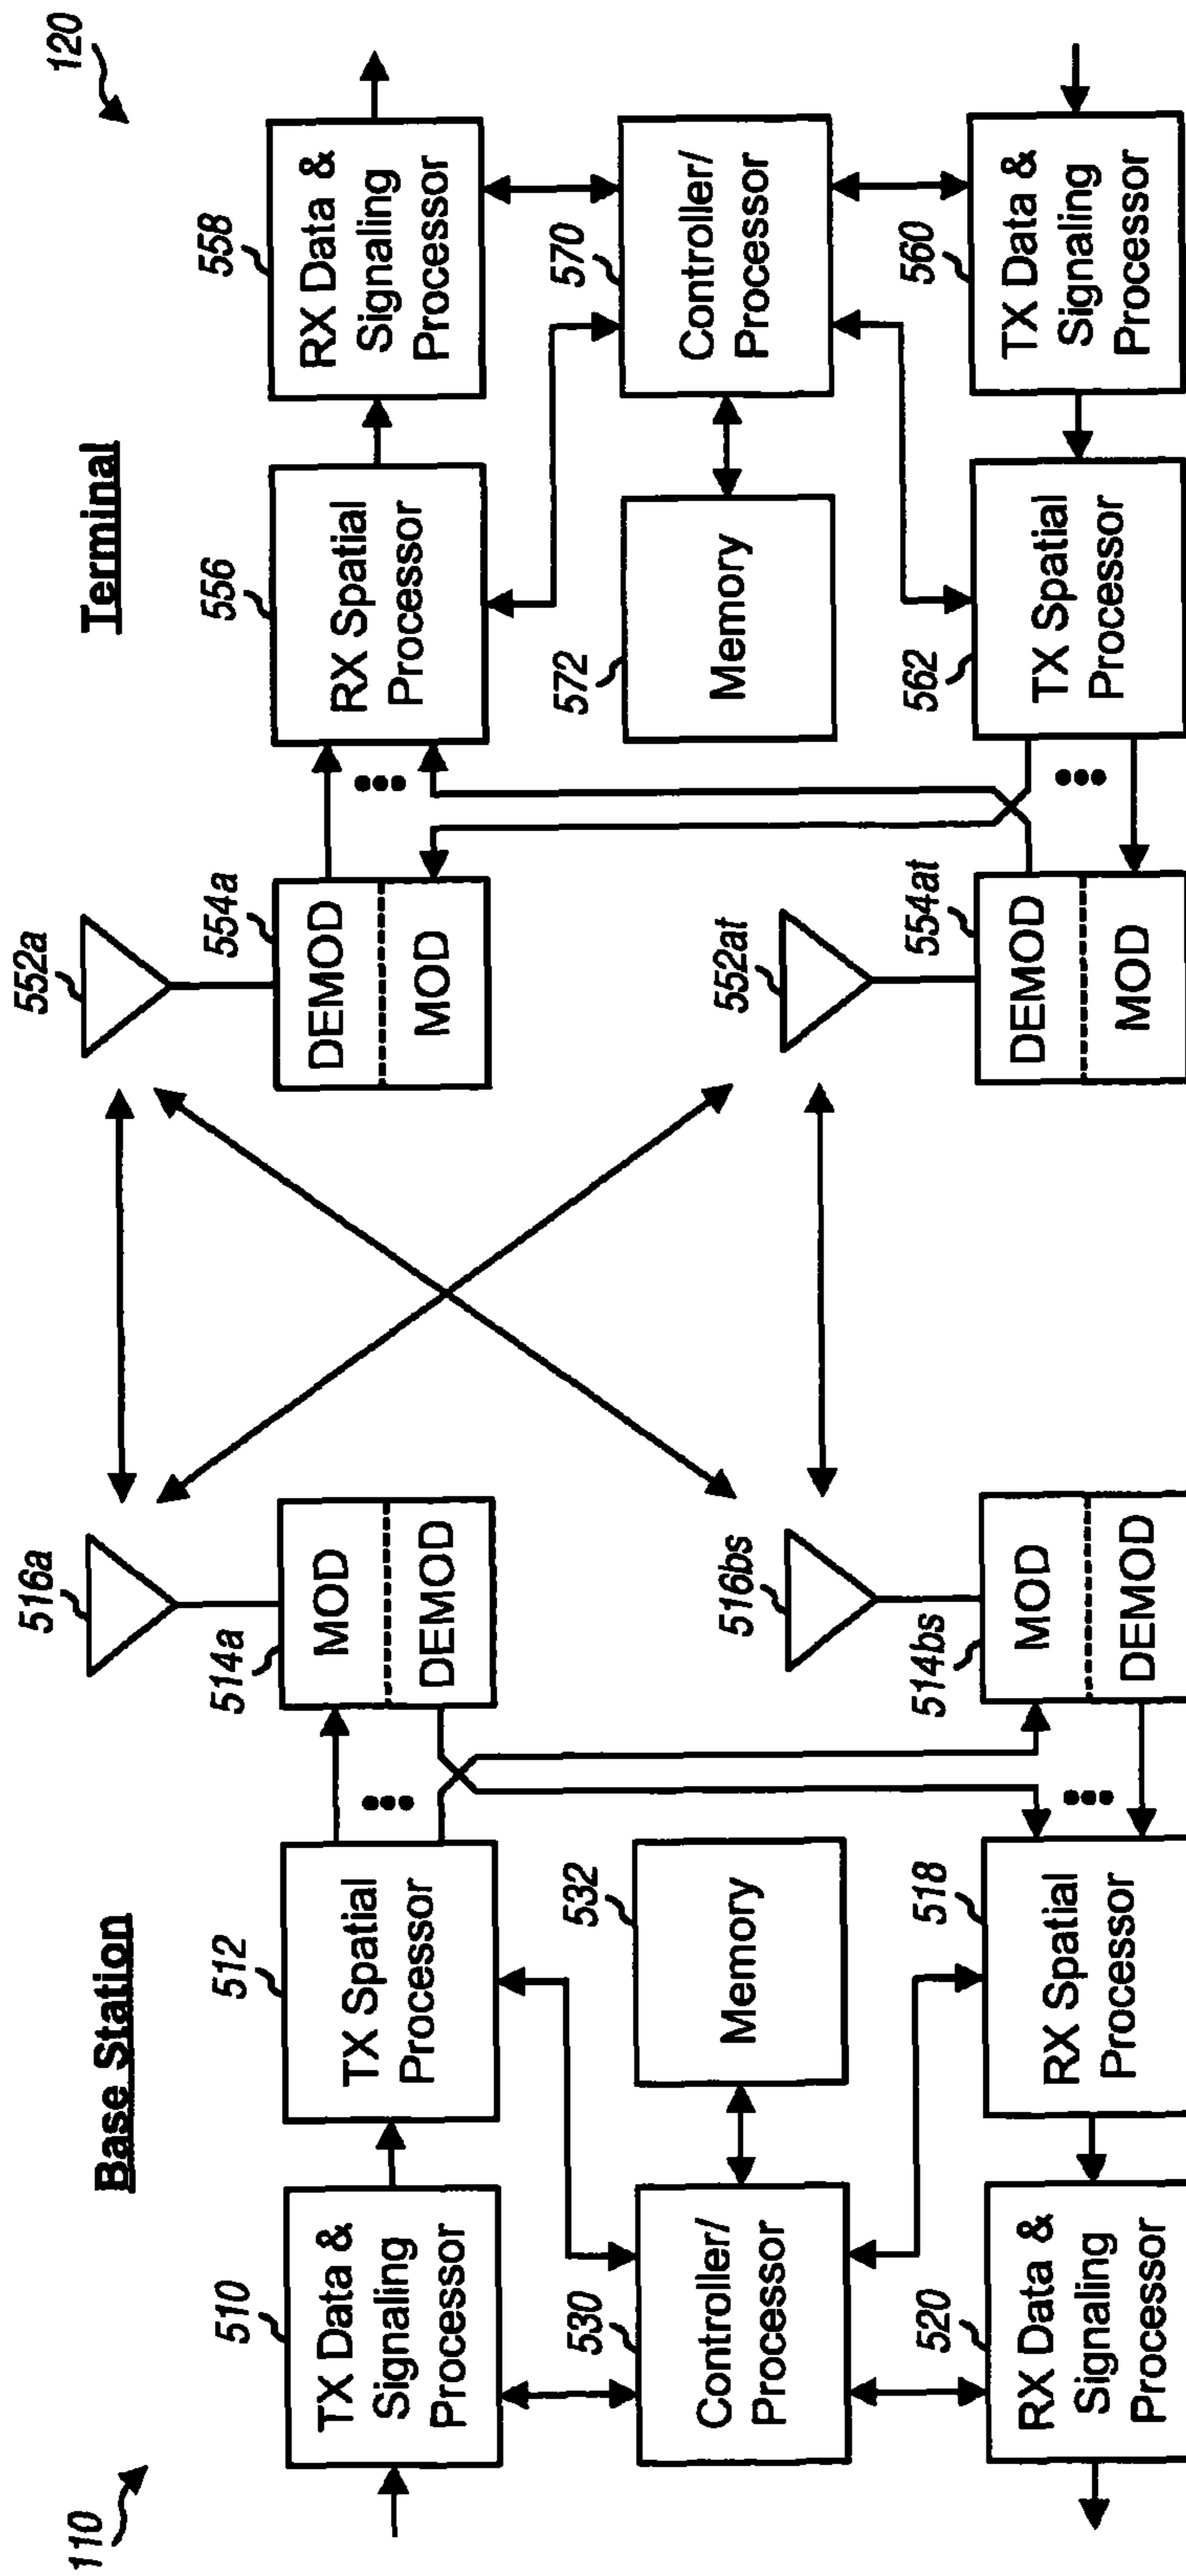 110
Base Station
Terminal
120
510
TX Data &
Signaling
Processor
512
TX Spatial
Processor
514a
MOD
DEMOD
516a
552a
554a
DEMOD
MOD
556
RX Spatial
Processor
558
RX Data &
Signaling
Processor
530
Controller/
Processor
532
Memory
572
Memory
570
Controller/
Processor
520
RX Data &
Signaling
Processor
518
RX Spatial
Processor
514bs
MOD
DEMOD
516bs
552at
554at
DEMOD
MOD
562
TX Spatial
Processor
560
TX Data &
Signaling
Processor